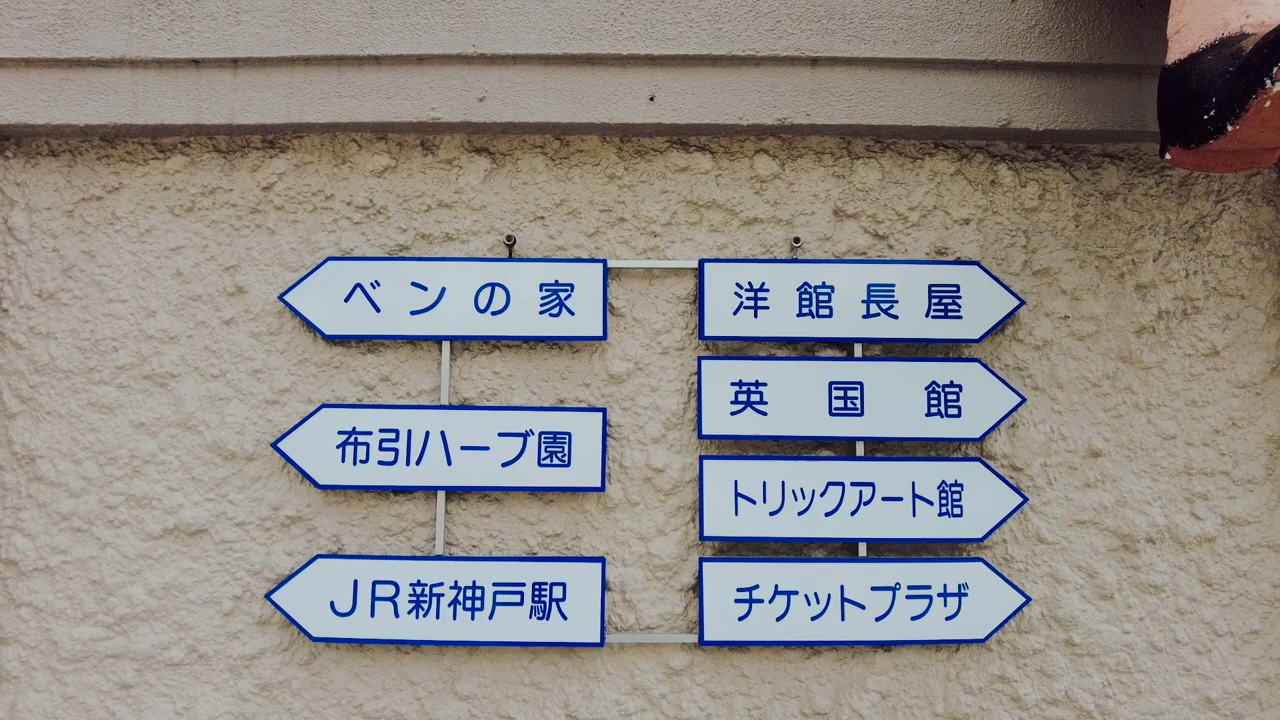 ベンの家
布引ハーブ園
JR新神戸駅
洋館長屋
英国館
トリックアート館
チケットプラザ